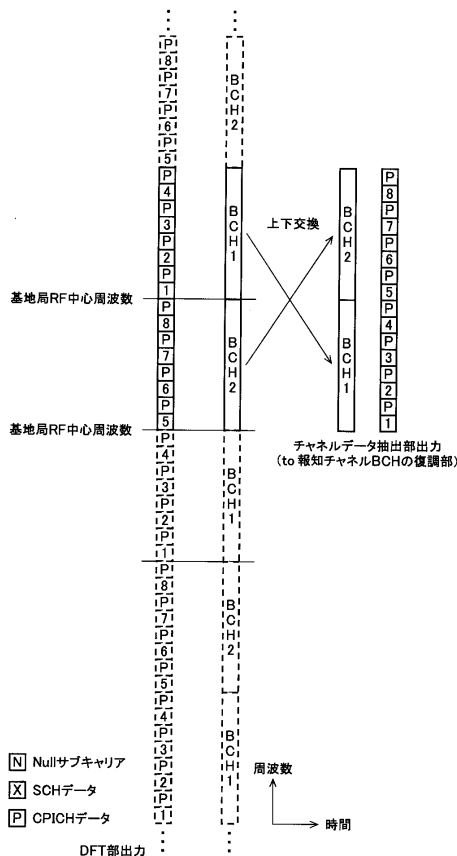 P
8
P
7
P
6
P
5
P
4
P
3
P
2
P
1
P
8
P
7
P
6
P
5
P
4
P
3
P
2
P
1
P
8
P
7
P
6
P
5
P
4
P
3
P
2
P
1
BCH2
BCH1
BCH2
BCH1
BCH2
BCH1
上下交換
BCH2
BCH1
P
8
P
7
P
6
P
5
P
4
P
3
P
2
P
1
基地局RF中心周波数
基地局RF中心周波数
チャネルデータ抽出部出力
(to 報知チャネルBCHの復調部)
N Nullサブキャリア
X SCHデータ
P CPICHデータ
周波数
時間
DFT部出力